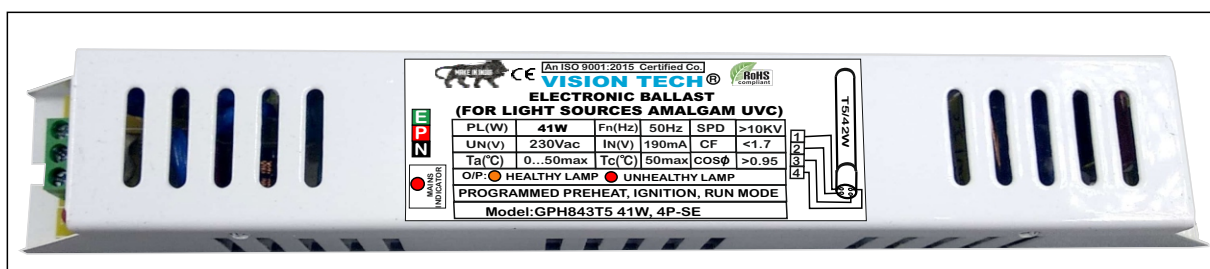 MAKE IN INDIA
CE
An ISO 9001:2015 Certified Co.
VISION TECH®
RoHS
compliant
ELECTRONIC BALLAST
(FOR LIGHT SOURCES AMALGAM UVC)
E
P
N
PL(W) 41W Fn(Hz) 50Hz SPD >10KV
UN(V) 230Vac IN(V) 190mA CF <1.7
Ta(℃) 0...50max Tc(℃) 50max COSϕ >0.95
O/P: HEALTHY LAMP UNHEALTHY LAMP
MAINS
INDICATOR
PROGRAMMED PREHEAT, IGNITION, RUN MODE
Model:GPH843T5 41W, 4P-SE
1
2
3
4
T5/42W